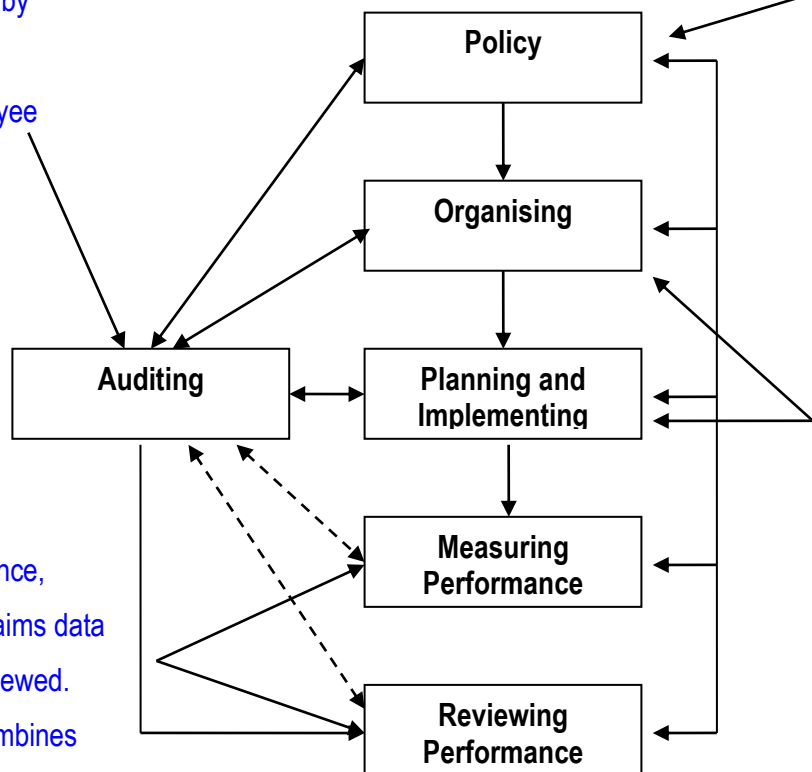 by
yee
Policy
Organising
Auditing
Planning and
Implementing
Measuring
Performance
nce,
aims data
ewed.
mbines
Reviewing
Performance